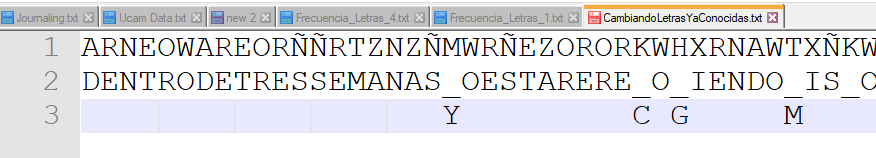 Journaling.txt Ucam Data.txt new 2 Frecuencia_Letras_4.txt Frecuencia_Letras_1.txt CambiandoLetrasYaConocidas.txt
1 ARNEOWAREORÑÑRTZNZÑMWRÑEZORORKWHXRNAWTXÑKW
2 DENTRODETRESSEMANAS_OESTARERE_O_IENDO_IS_O
3 Y C G M